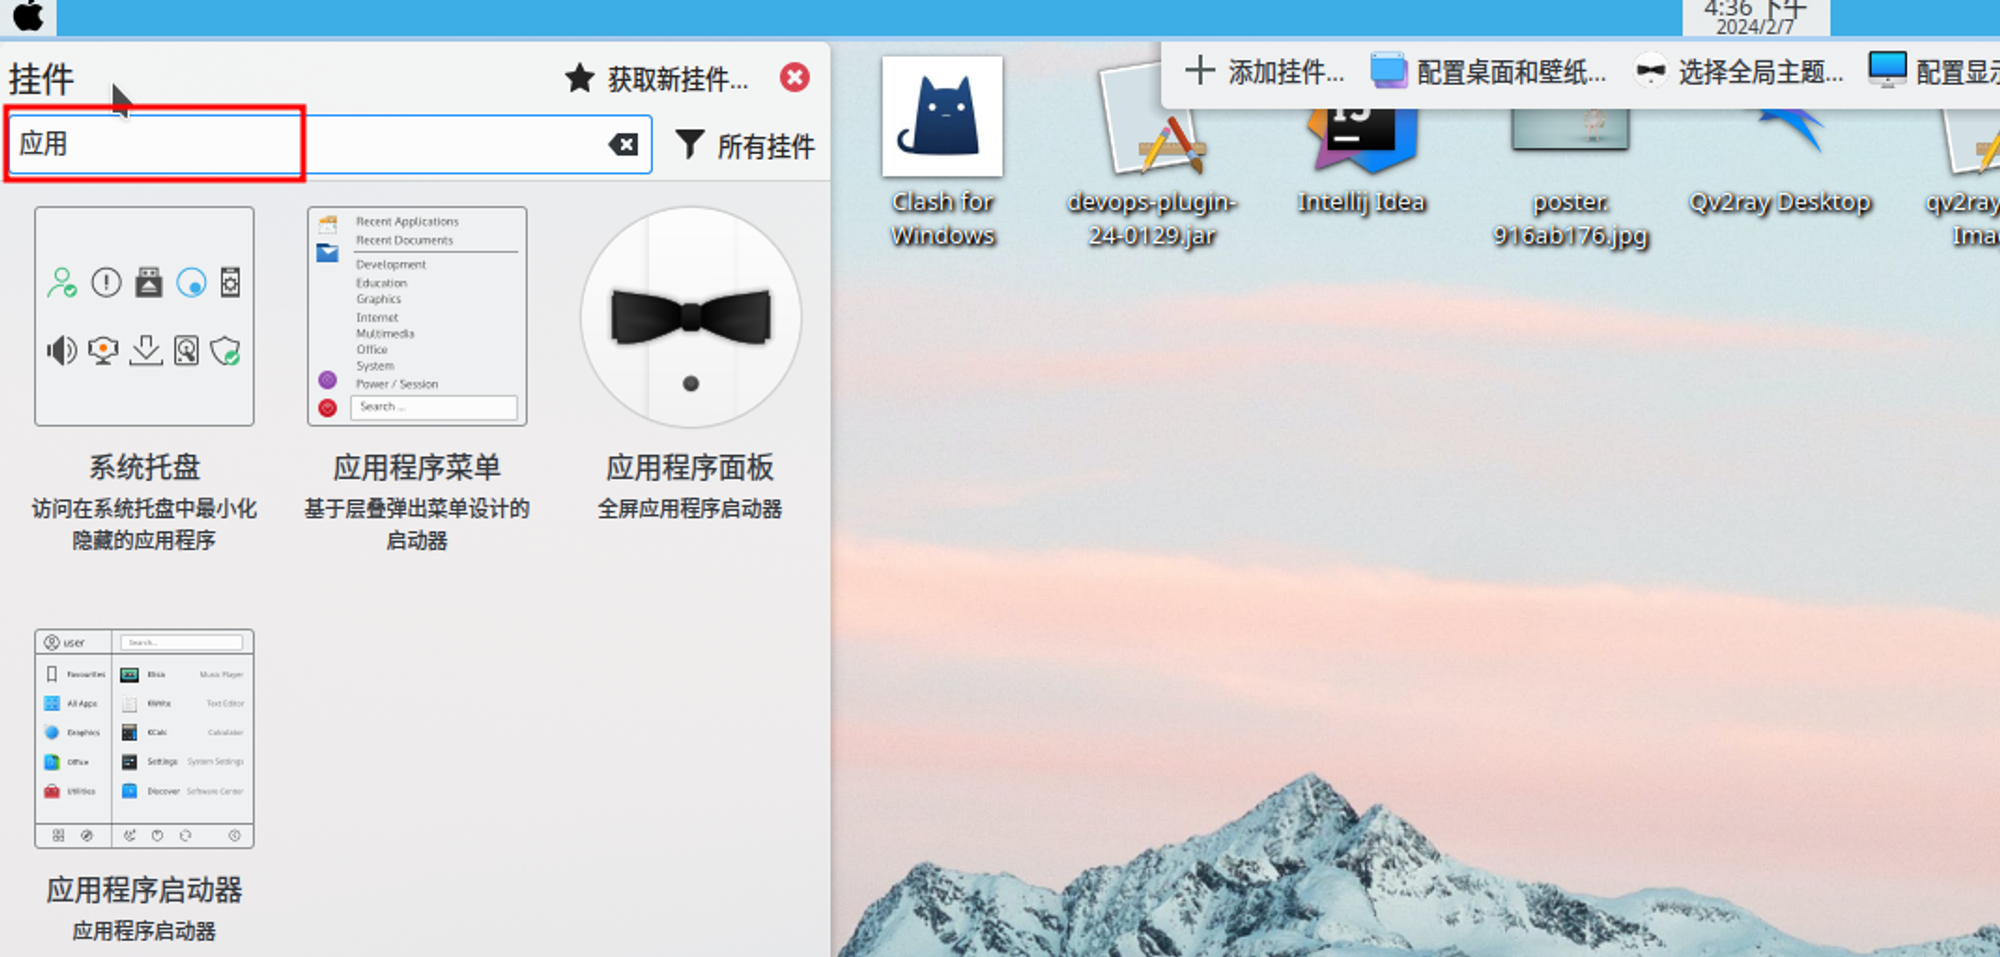 4:36 下午
2024/2/7
挂件
获取新挂件...
添加挂件...
配置桌面和壁纸...
选择全局主题...
配置显示
应用
所有挂件
Clash for
Windows
devops-plugin-
24-0129.jar
Intellij Idea
poster.
916ab176.jpg
Qv2ray Desktop
qv2ray
Ima
Recent Applications
Recent Documents
Development
Education
Graphics
Internet
Multimedia
Office
System
Power / Session
Search ...
系统托盘
访问在系统托盘中最小化
隐藏的应用程序
应用程序菜单
基于层叠弹出菜单设计的
启动器
应用程序面板
全屏应用程序启动器
user
Search...
Favourites
Elisa
Music Player
All Apps
KWrite
Text Editor
Graphics
KCalc
Calculator
Office
Settings
System Settings
Utilities
Discover
Software Center
应用程序启动器
应用程序启动器